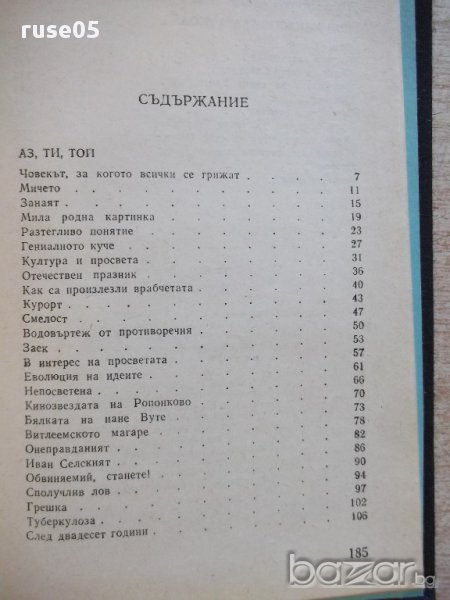 ruse05
СЪДЪРЖАНИЕ
АЗ, ТИ, ТОЙ
Човекът, за когото всички се грижат . 7
Мичето . . . . . . . 11
Занаят . . . . . . . 15
Мила родна картинка . . . . . 19
Разтегливо понятие . . . . . 23
Гениалното куче . . . . . . 27
Култура и просвета . . . . . 31
Отечествен празник . . . . . 36
Как са произлезли врабчетата . . . 40
Курорт . . . . . . . 43
Смелост . . . . . . . 47
Водовъртеж от противоречия . . . . 50
Заек . . . . . . . 53
В интерес на просветата . . . . 57
Еволюция на идеите . . . . . 61
Непосветена . . . . . . 66
Кинозвездата на Ропонково . . . . 70
Бялката на нане Вуте . . . . . 73
Витлеемското магаре . . . . . 78
Онеправданият . . . . . . 82
Иван Селският . . . . . . 86
Обвиняемий, станете! . . . . . 90
Сполучлив лов . . . . . . 94
Грешка . . . . . . . 97
Туберкулоза . . . . . . 102
След двадесет години . . . . . 106
185
bazar.bg